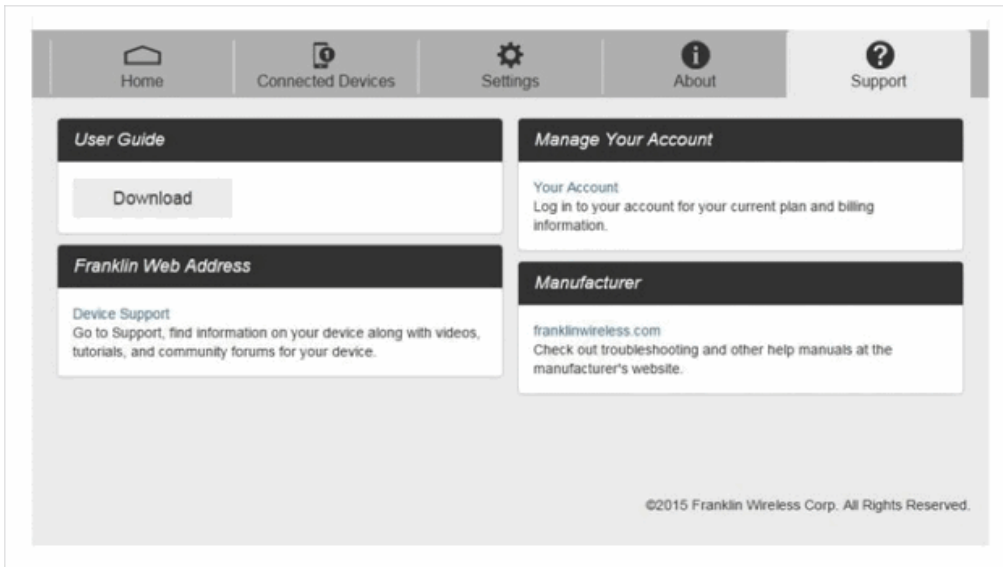 Home
Connected Devices
Settings
About
Support
User Guide
Download
Franklin Web Address
Device Support
Go to Support, find information on your device along with videos,
tutorials, and community forums for your device.
Manage Your Account
Your Account
Log in to your account for your current plan and billing
information.
Manufacturer
franklinwireless.com
Check out troubleshooting and other help manuals at the
manufacturer's website.
©2015 Franklin Wireless Corp. All Rights Reserved.